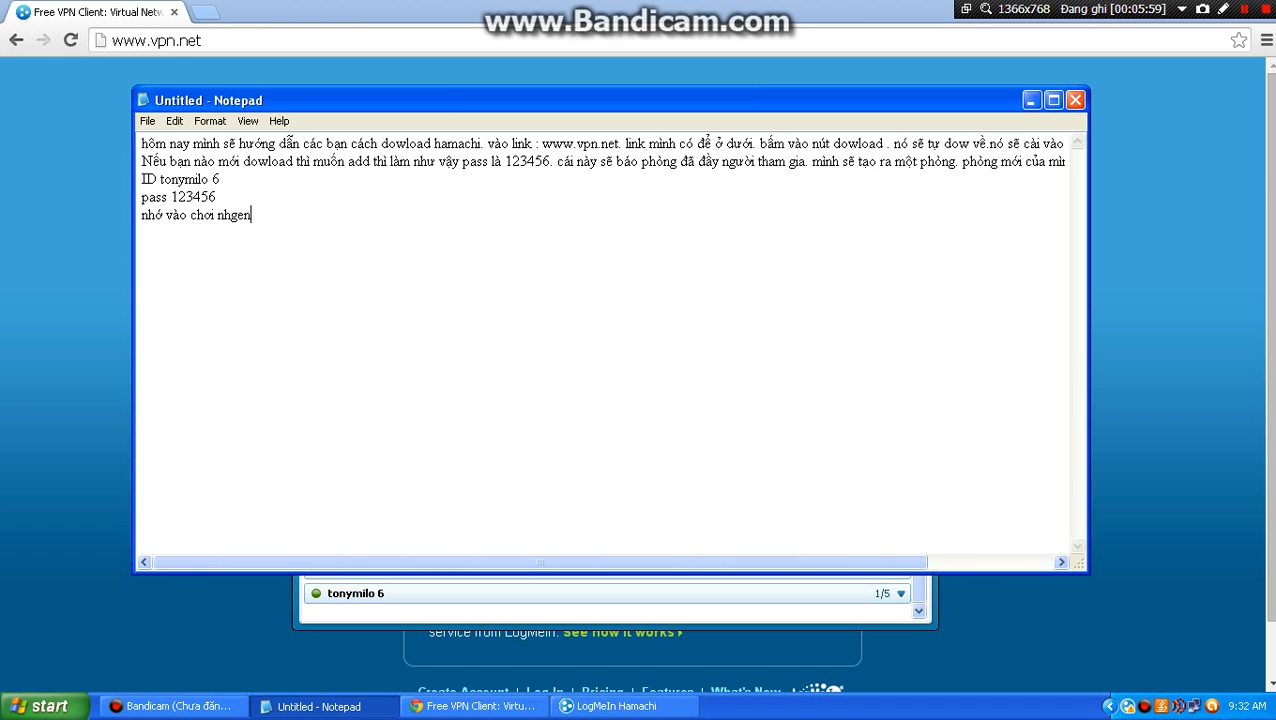 Free VPN Client: Virtual Netw
www.Bandicam.com
1366x768 Đang ghi [00:05:59]
www.vpn.net
Untitled - Notepad
File Edit Format View Help
hôm nay mình sẽ hướng dẫn các bạn cách dowload hamachi. vào link : www.vpn.net. link mình có để ở dưới. bấm vào nút dowload . nó sẽ tự dow về.nó sẽ cài vào
Nếu bạn nào mới dowload thì muốn add thì làm như vậy pass là 123456. cái này sẽ báo phòng đã đầy người tham gia. mình sẽ tạo ra một phòng. phòng mới của mìr
ID tonymilo 6
pass 123456
nhớ vào chơi nhgen
tonymilo 6 1/5
service from LogMeIn. See how it works
Create Account | Log In | Pricing | Features | What's New
start Bandicam (Chưa đăn... Untitled - Notepad Free VPN Client: Virtu... LogMeIn Hamachi 9:32 AM